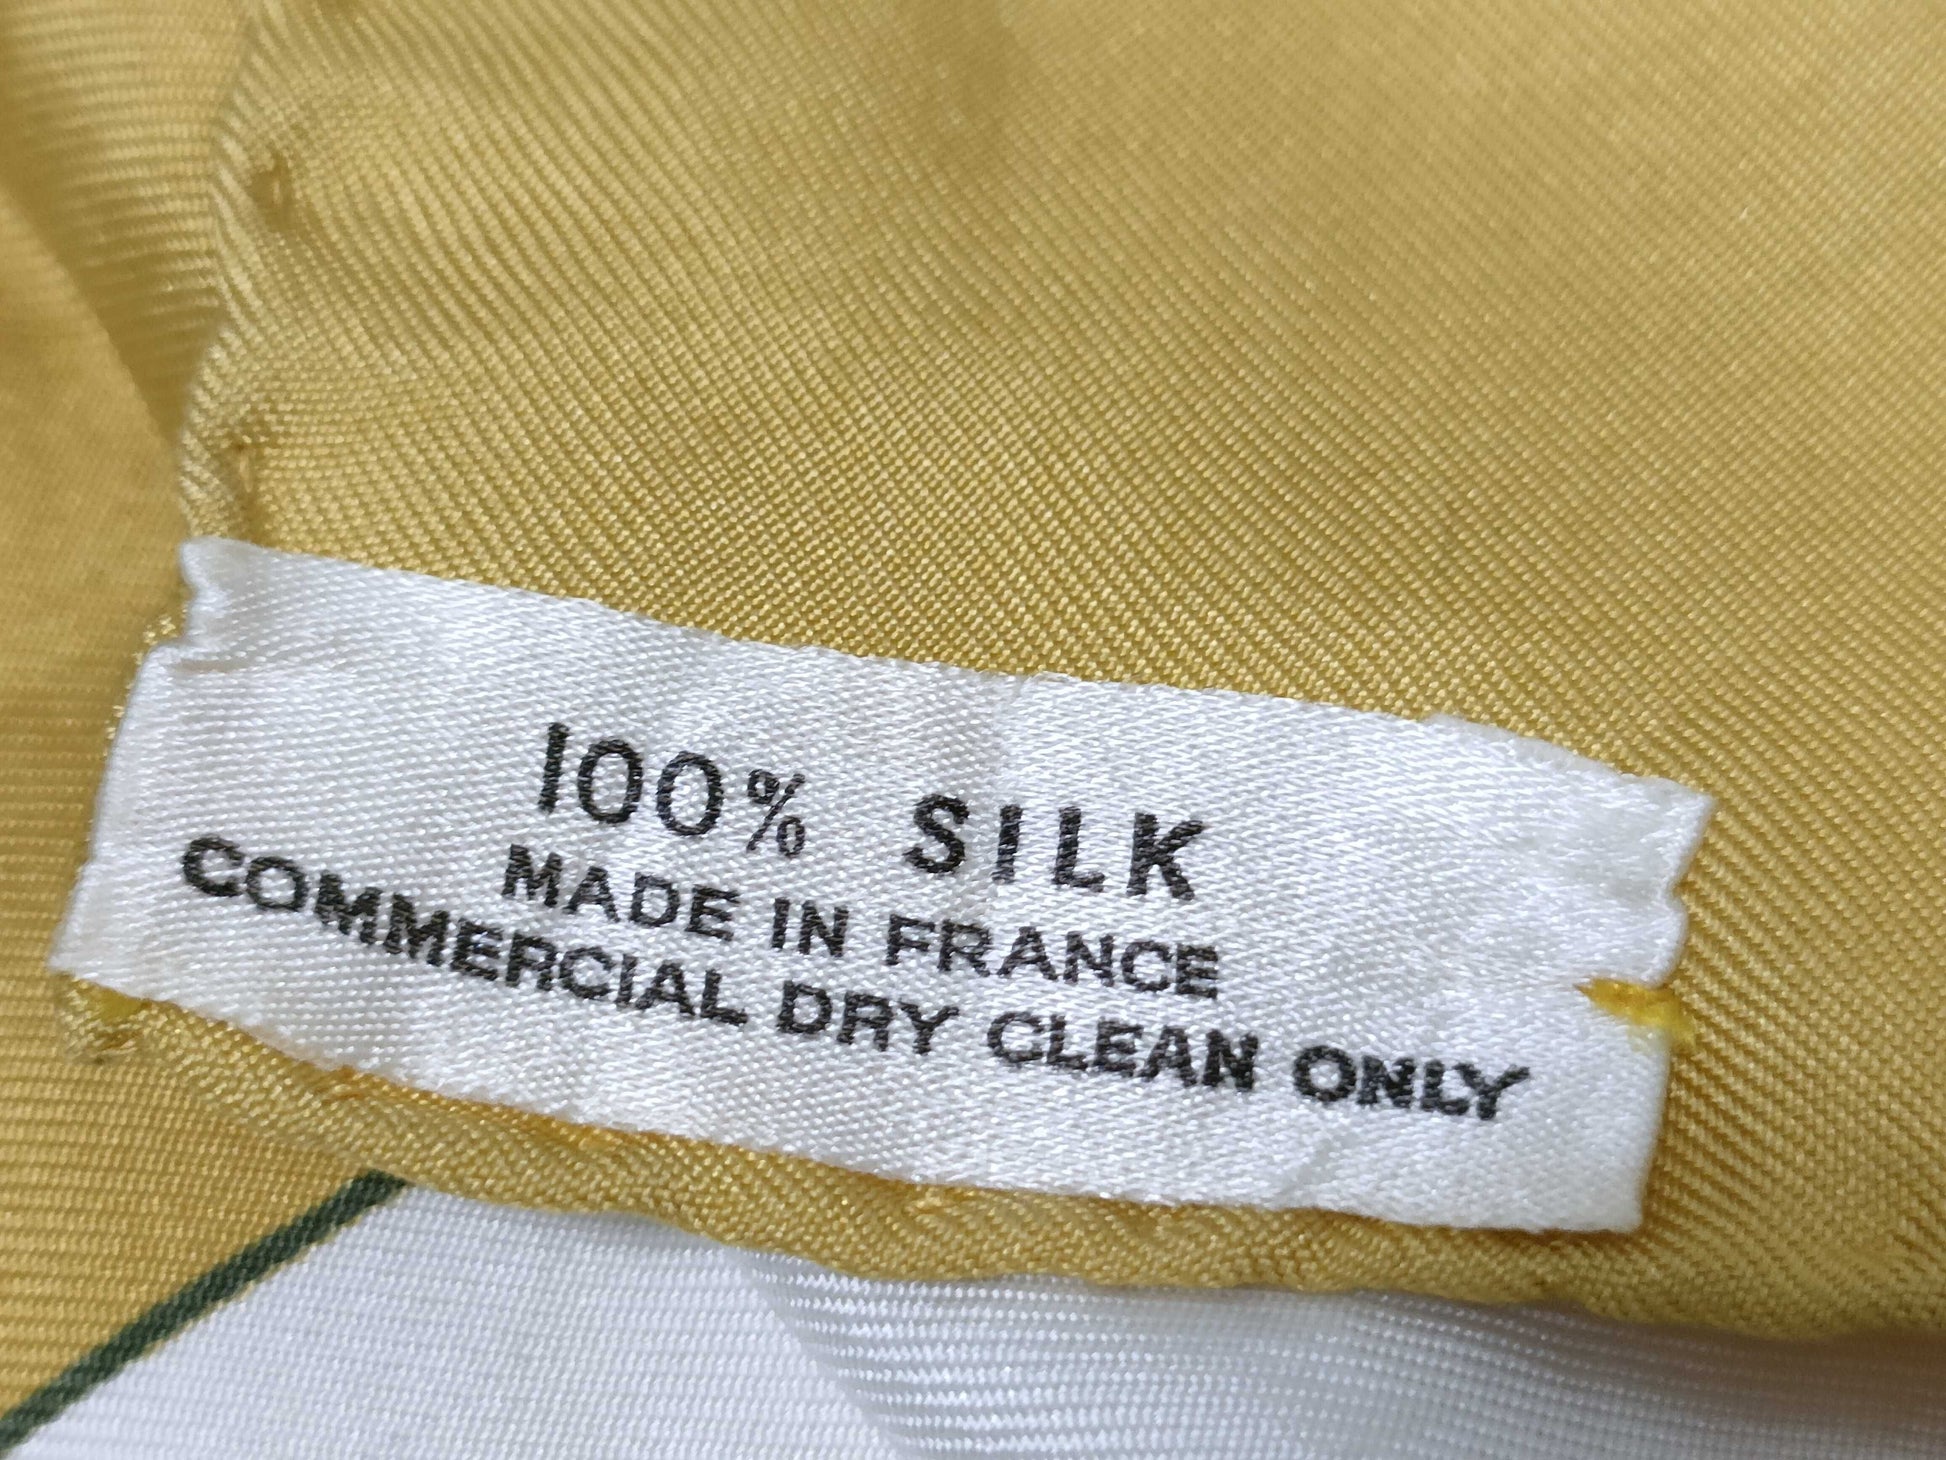 100% SILK
MADE IN FRANCE
COMMERCIAL DRY CLEAN ONLY